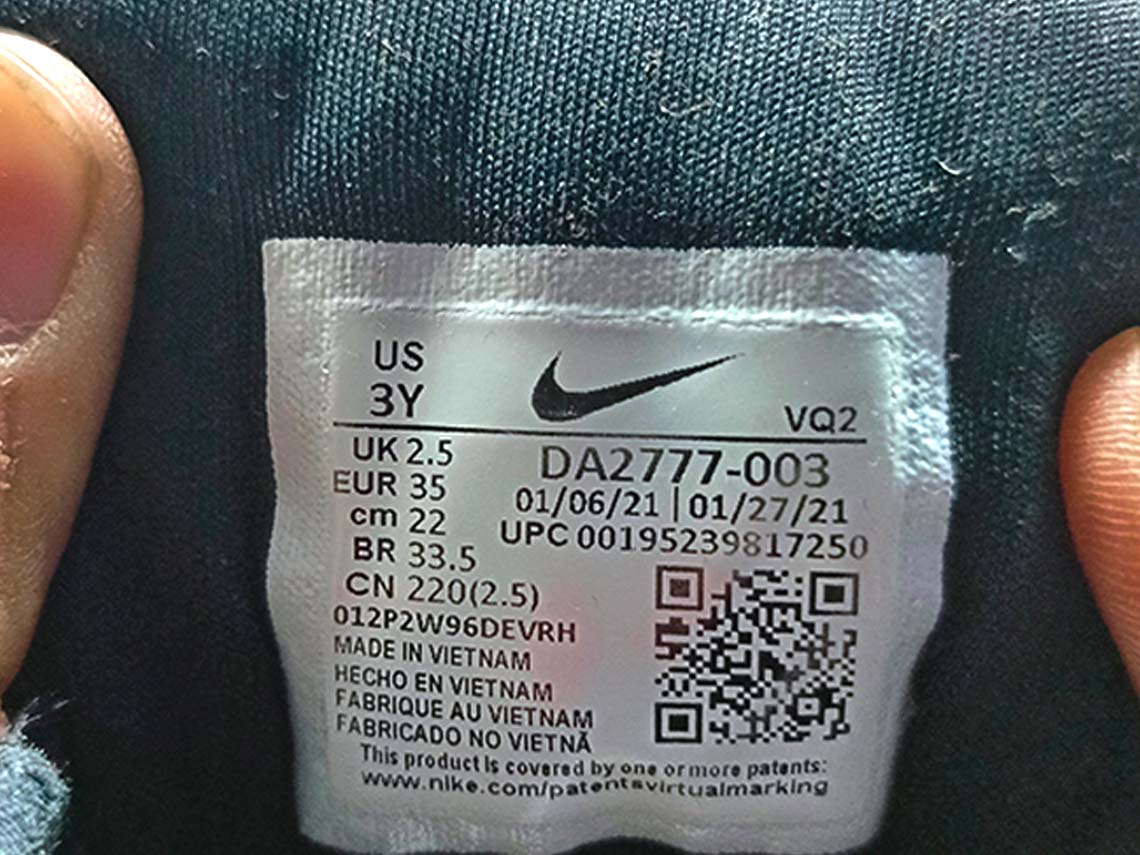 US
3Y
VQ2
UK 2.5
EUR 35
cm 22
BR 33.5
CN 220(2.5)
DA2777-003
01/06/21 | 01/27/21
UPC 00195239817250
012P2W96DEVRH
MADE IN VIETNAM
HECHO EN VIETNAM
FABRIQUE AU VIETNAM
FABRICADO NO VIETNÃ
This product is covered by one or more patents:
www.nike.com/patentsvirtualmarking